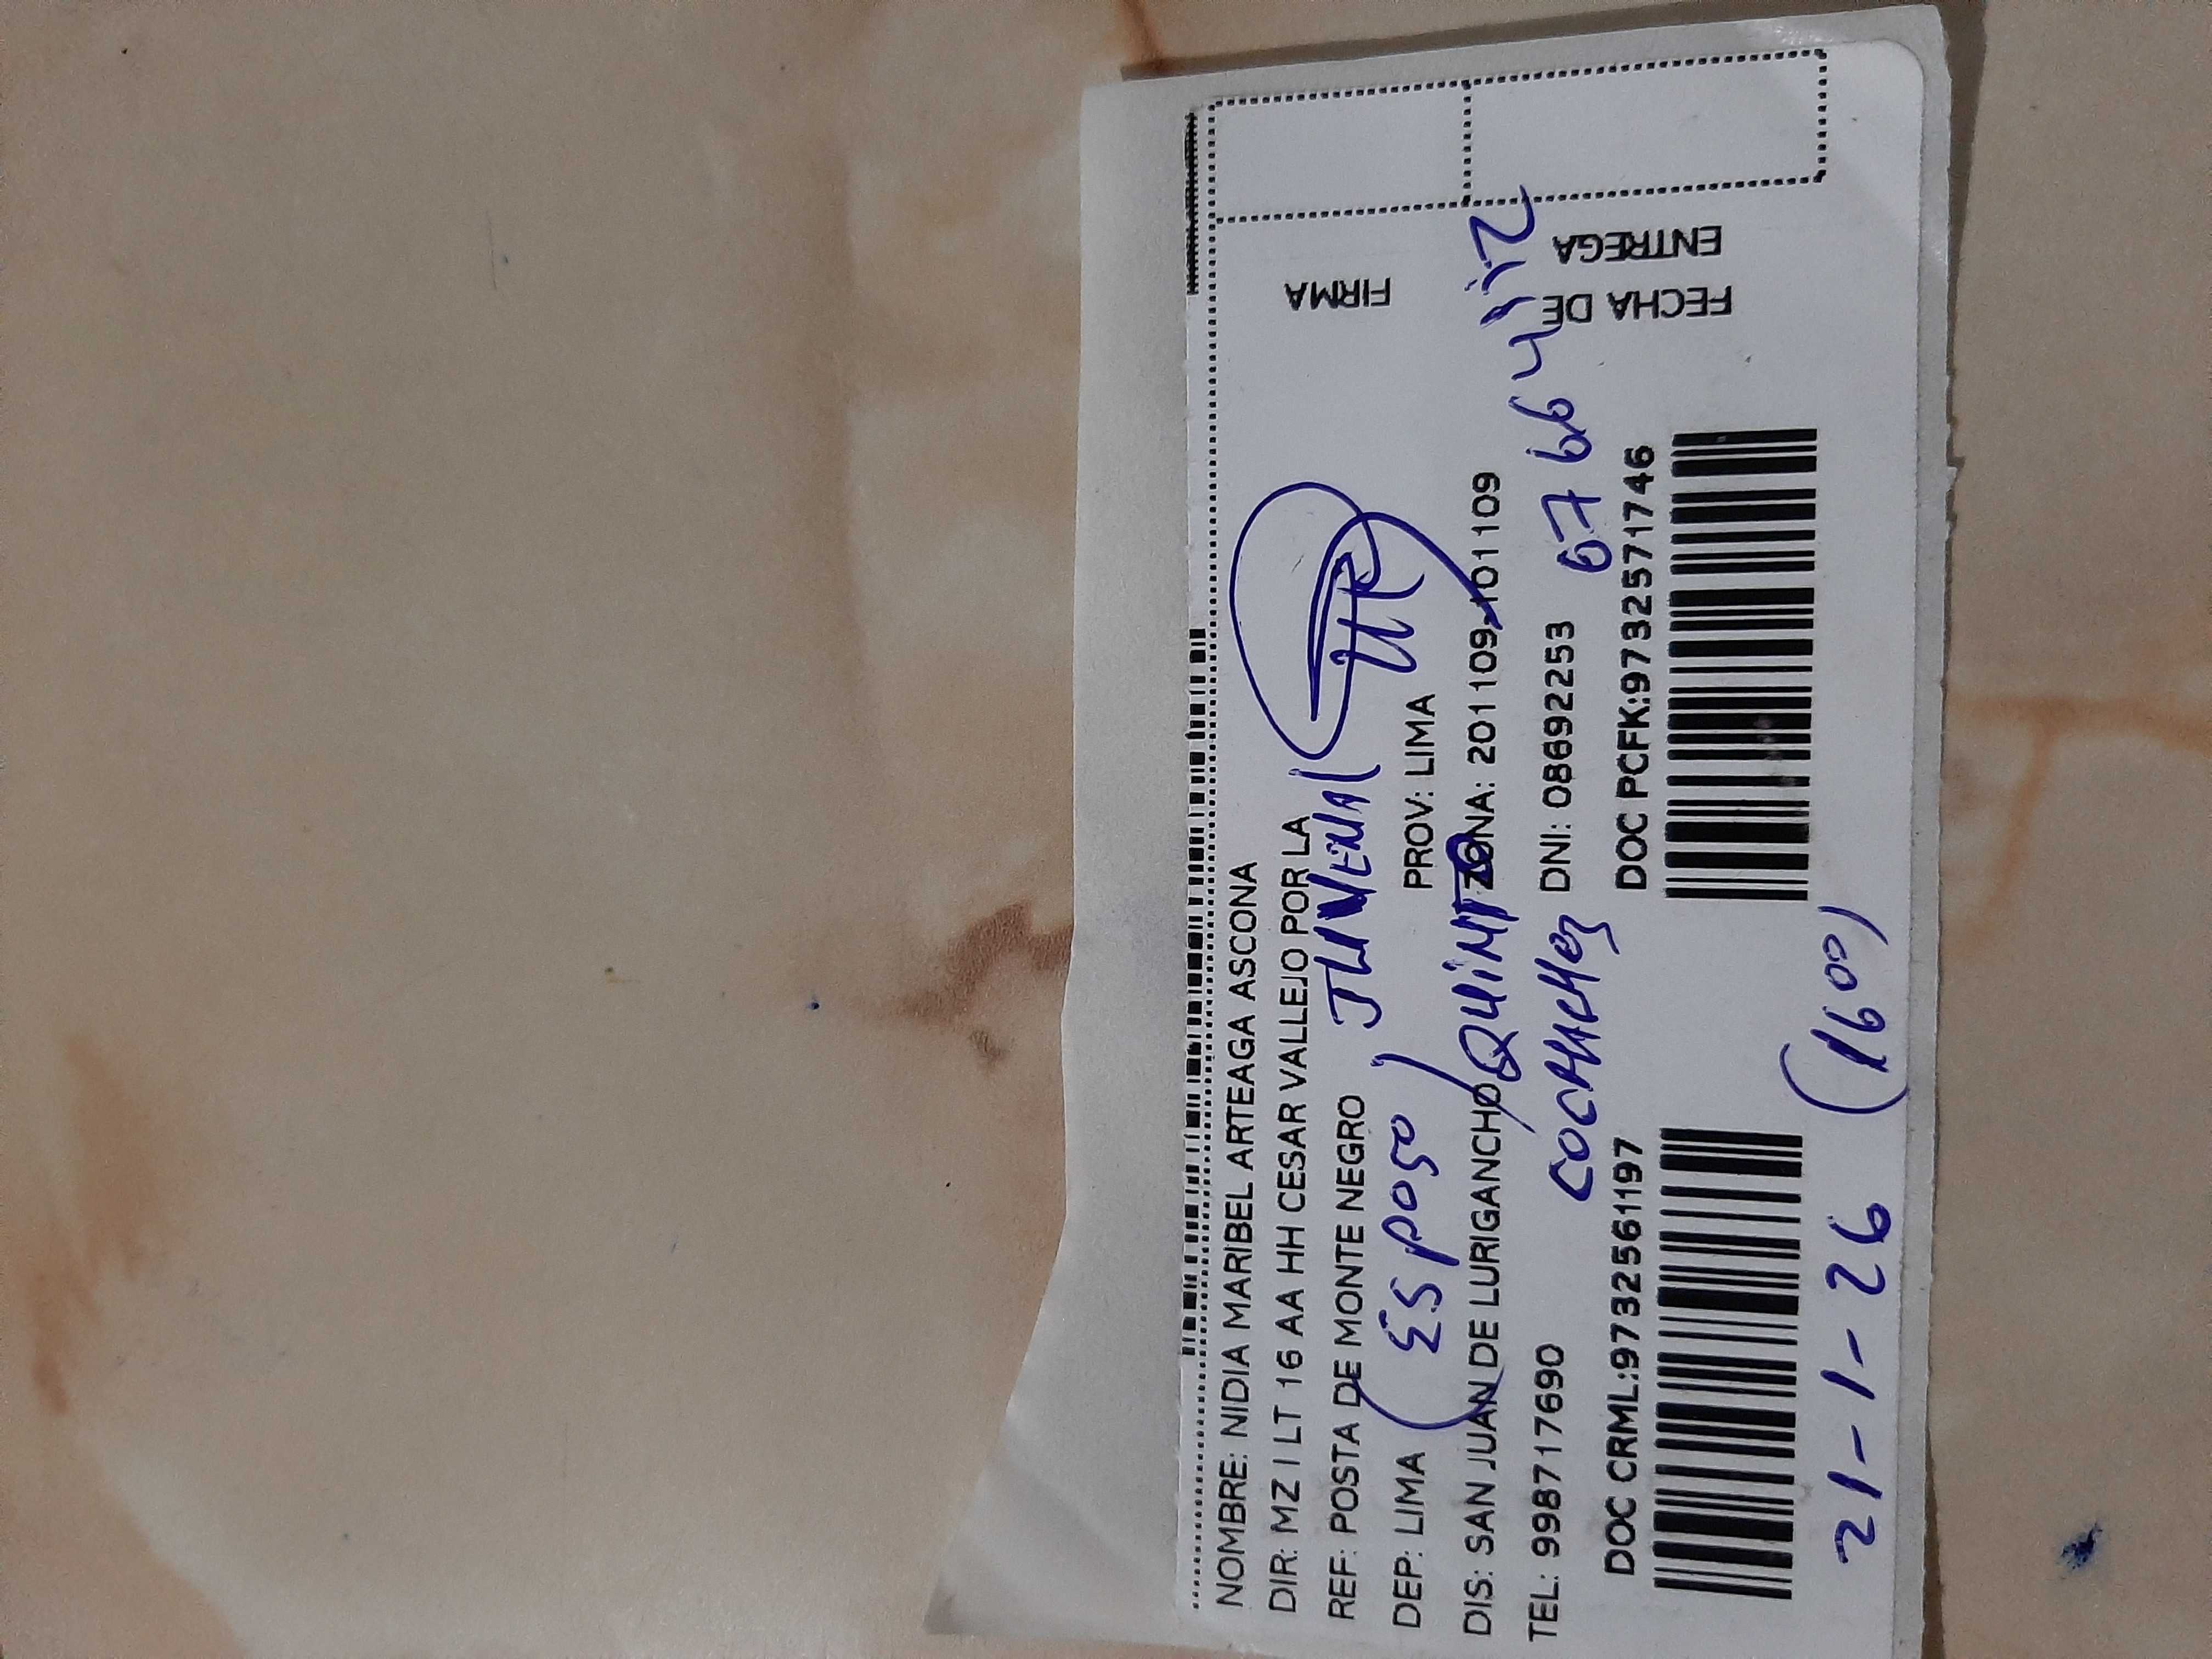 NOMBRE: NIDIA MARIBEL ARTEAGA ASCONA
DIR: MZ I LT 16 AA HH CESAR VALLEJO POR LA
REF: POSTA DE MONTE NEGRO
DEP: LIMA
PROV: LIMA
(ESPOSO)
DIS: SAN JUAN DE LURIGANCHO
QUINTO
ZONA: 201109-101109
TEL: 998717690
DNI: 08692253
DOC CRML:9732561197
DOC PCFK:9732571746
21-1-26 (1600)
FIRMA
FECHA DE
ENTREGA